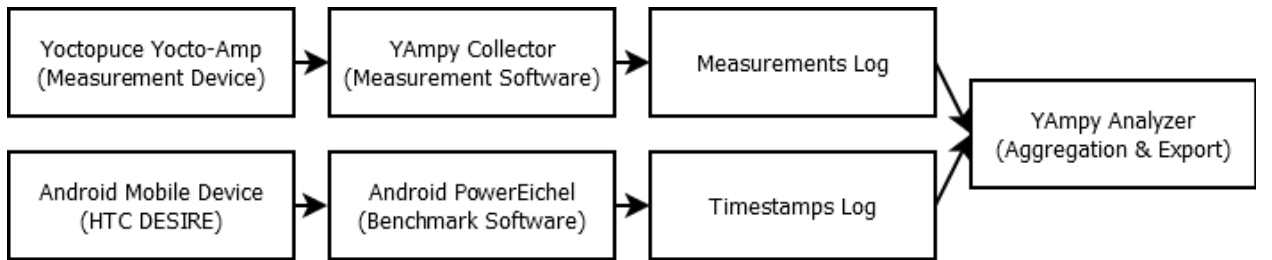 Yoctopuce Yocto-Amp
(Measurement Device)
YAmpy Collector
(Measurement Software)
Measurements Log
YAmpy Analyzer
(Aggregation & Export)
Android Mobile Device
(HTC DESIRE)
Android PowerEichel
(Benchmark Software)
Timestamps Log